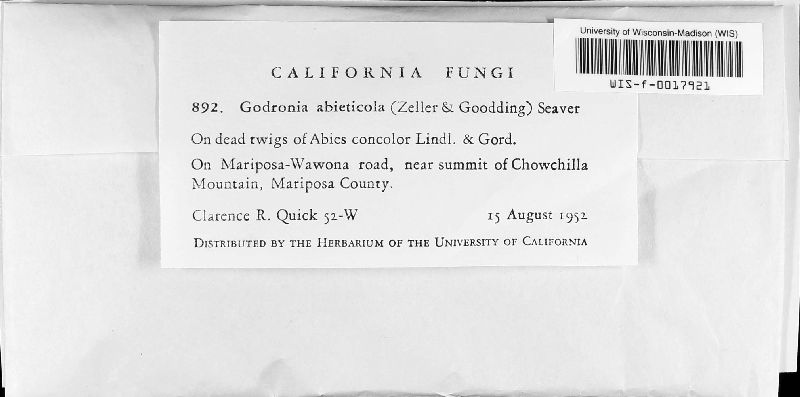 University of Wisconsin-Madison (WIS)
WIS-f-0017921
CALIFORNIA FUNGI
892. Godronia abieticola (Zeller & Goodding) Seaver
On dead twigs of Abies concolor Lindl. & Gord.
On Mariposa-Wawona road, near summit of Chowchilla
Mountain, Mariposa County.
Clarence R. Quick 52-W 15 August 1952
DISTRIBUTED BY THE HERBARIUM OF THE UNIVERSITY OF CALIFORNIA